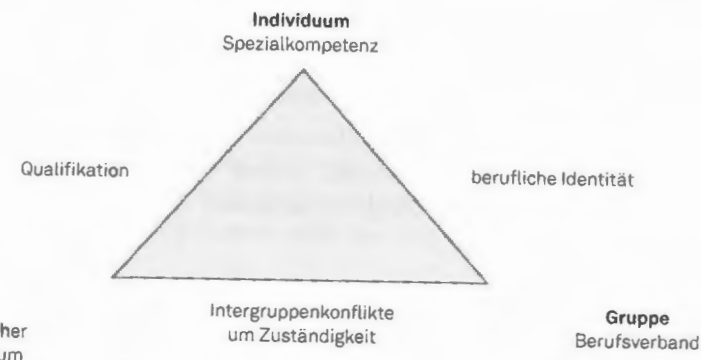 Individuum
Spezialkompetenz
Qualifikation
berufliche Identität
Intergruppenkonflikte
um Zuständigkeit
Gruppe
Berufsverband